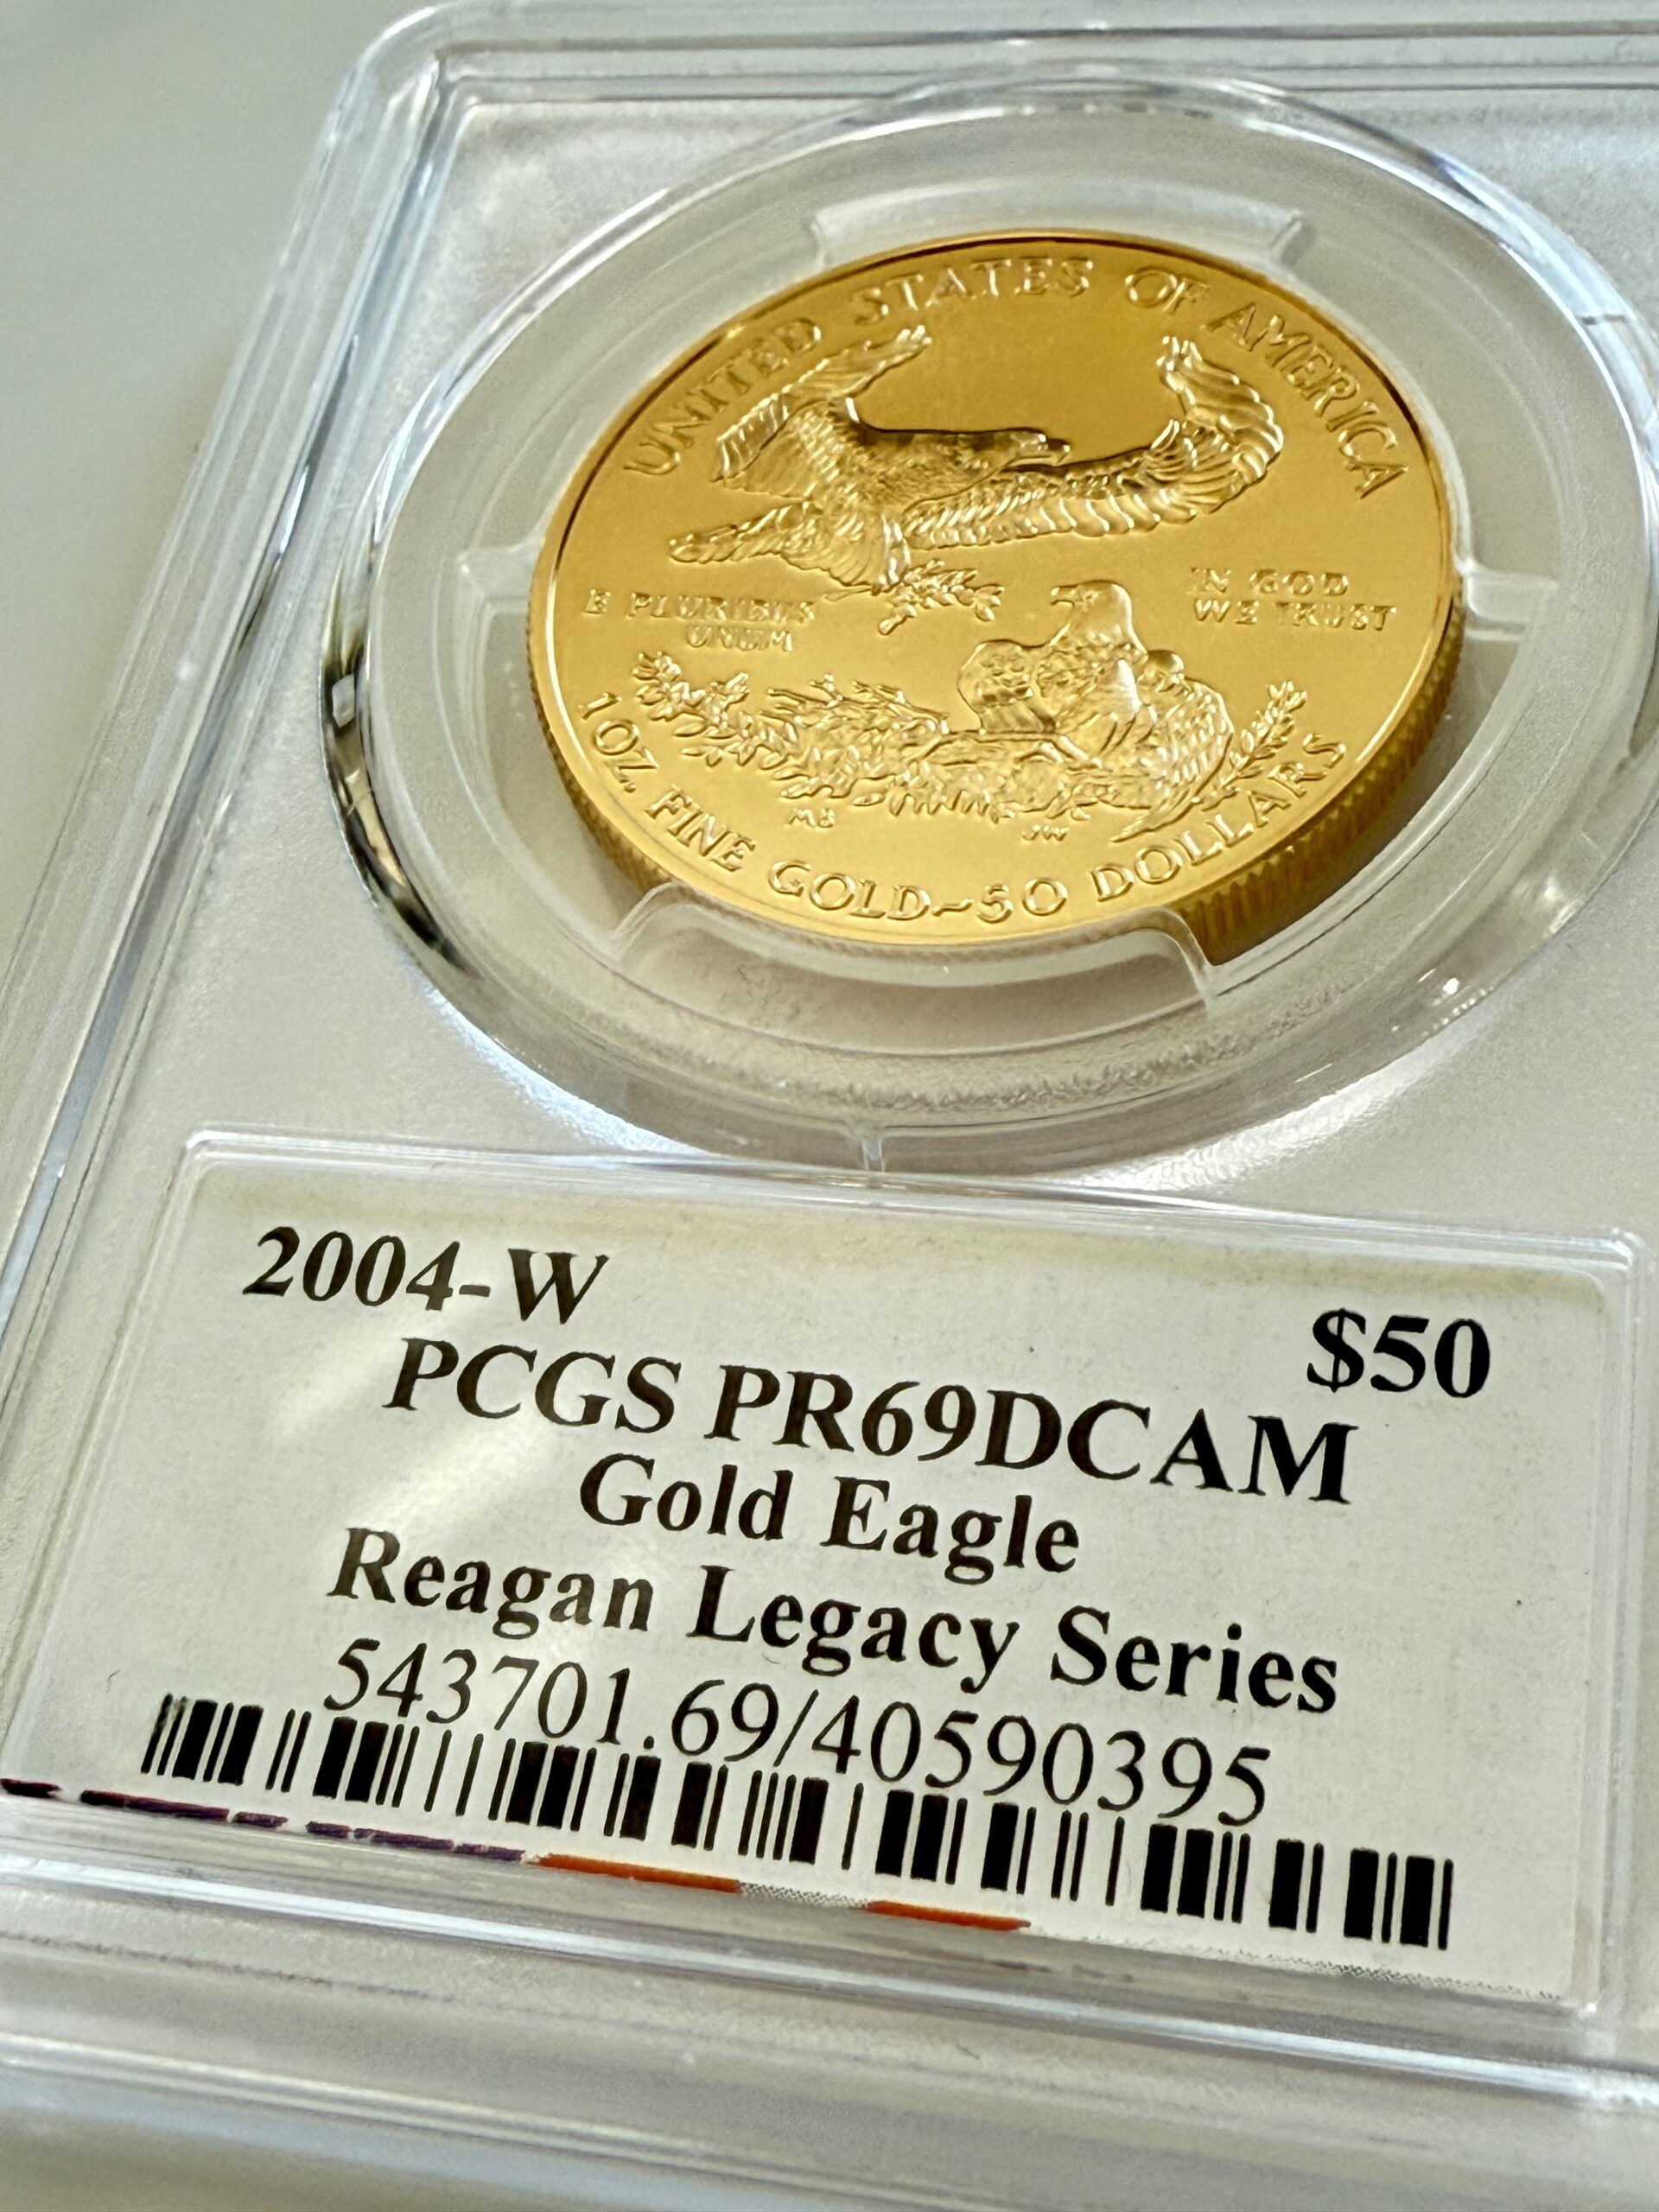 UNITED STATES OF AMERICA
E PLURIBUS
UNUM
IN GOD
WE TRUST
MB
JW
1 OZ. FINE GOLD~50 DOLLARS
2004-W
$50
PCGS PR69DCAM
Gold Eagle
Reagan Legacy Series
543701.69/40590395